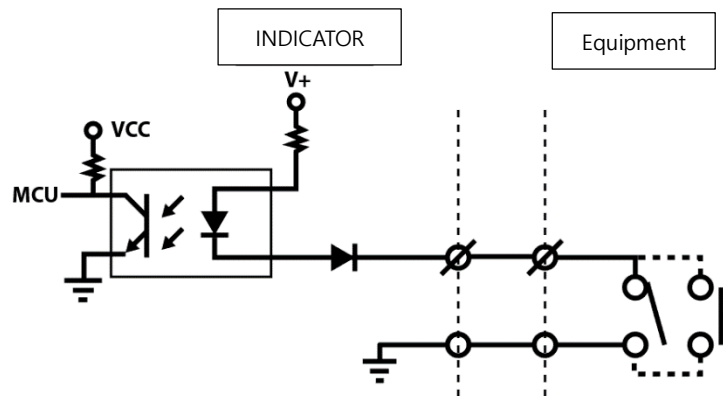 INDICATOR
Equipment
V+
VCC
MCU